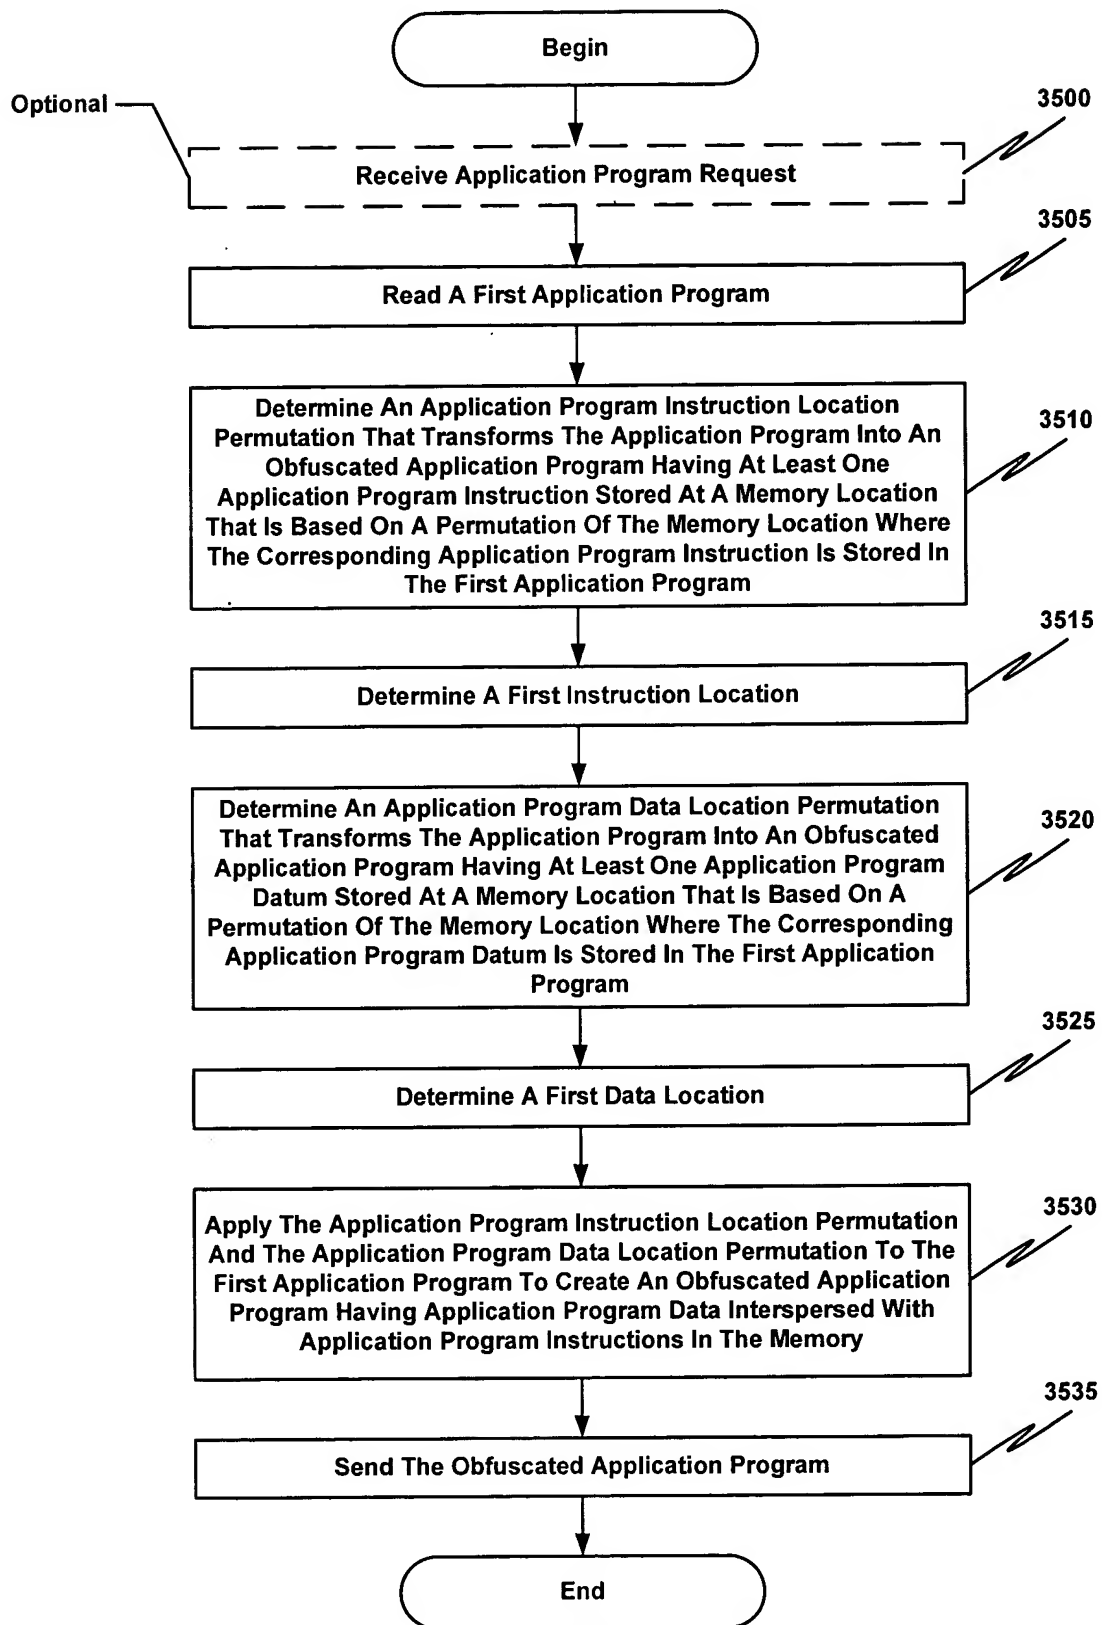 Begin
Optional
3500
Receive Application Program Request
3505
Read A First Application Program
3510
Determine An Application Program Instruction Location
Permutation That Transforms The Application Program Into An
Obfuscated Application Program Having At Least One
Application Program Instruction Stored At A Memory Location
That Is Based On A Permutation Of The Memory Location Where
The Corresponding Application Program Instruction Is Stored In
The First Application Program
3515
Determine A First Instruction Location
3520
Determine An Application Program Data Location Permutation
That Transforms The Application Program Into An Obfuscated
Application Program Having At Least One Application Program
Datum Stored At A Memory Location That Is Based On A
Permutation Of The Memory Location Where The Corresponding
Application Program Datum Is Stored In The First Application
Program
3525
Determine A First Data Location
3530
Apply The Application Program Instruction Location Permutation
And The Application Program Data Location Permutation To The
First Application Program To Create An Obfuscated Application
Program Having Application Program Data Interspersed With
Application Program Instructions In The Memory
3535
Send The Obfuscated Application Program
End